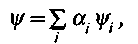 ψ = ∑ᵢ αᵢ ψᵢ,